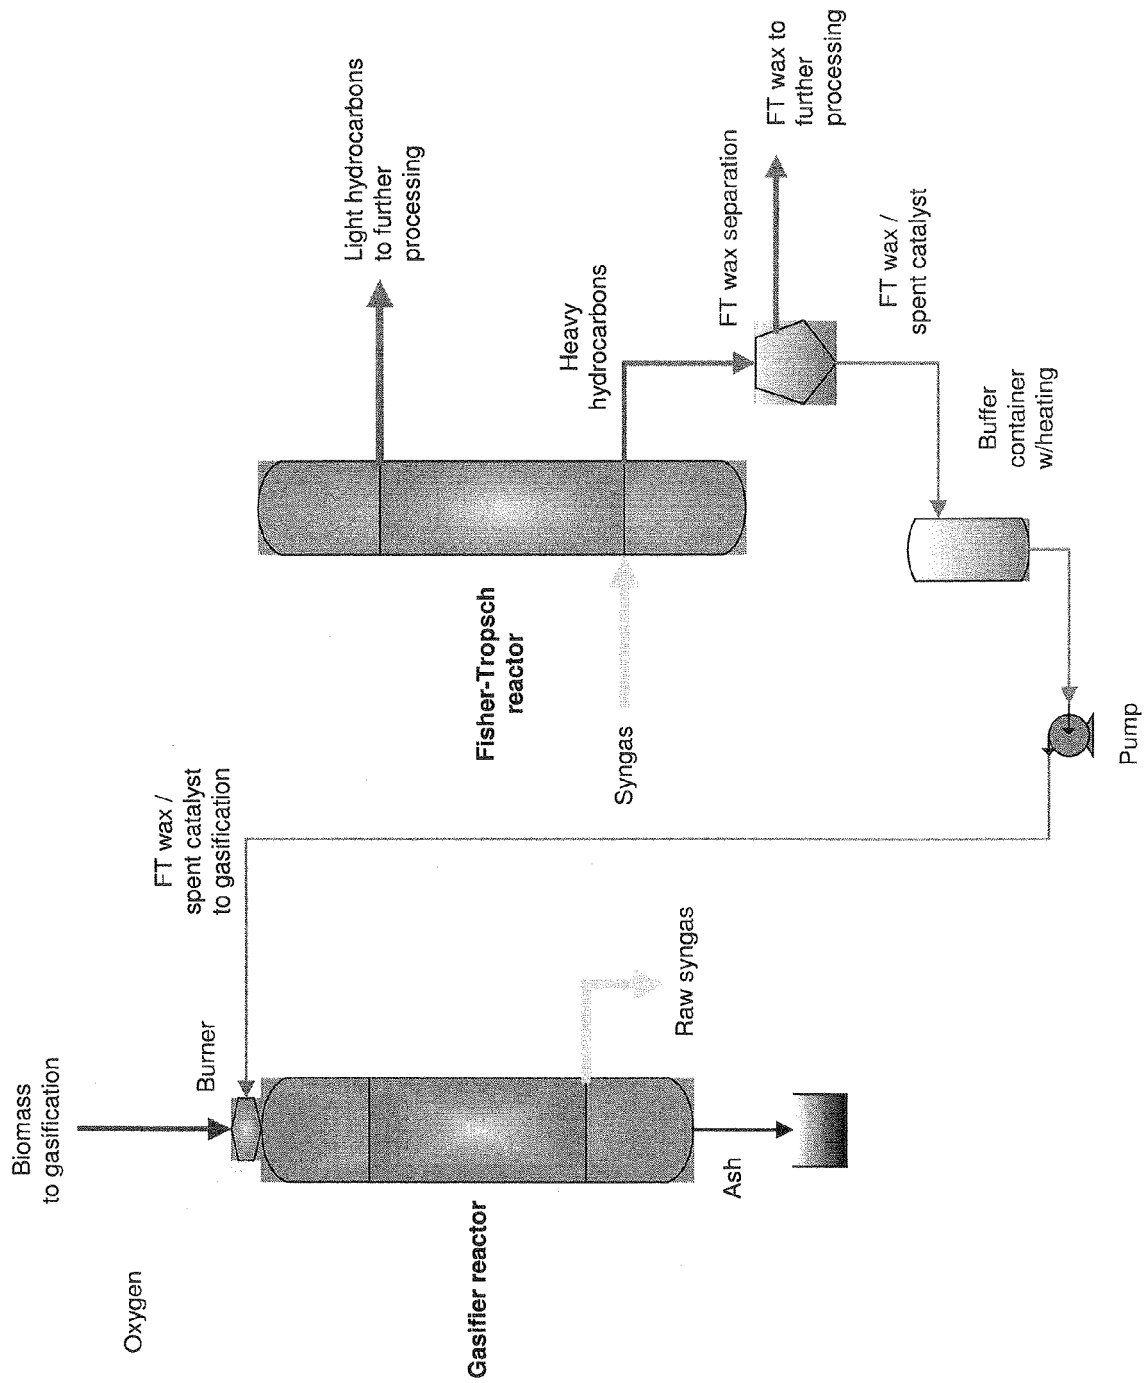 Oxygen
Biomass
to gasification
Burner
FT wax /
spent catalyst
to gasification
Gasifier reactor
Raw syngas
Ash
Fisher-Tropsch
reactor
Syngas
Light hydrocarbons
to further
processing
Heavy
hydrocarbons
FT wax separation
FT wax to
further
processing
FT wax /
spent catalyst
Buffer
container
w/heating
Pump